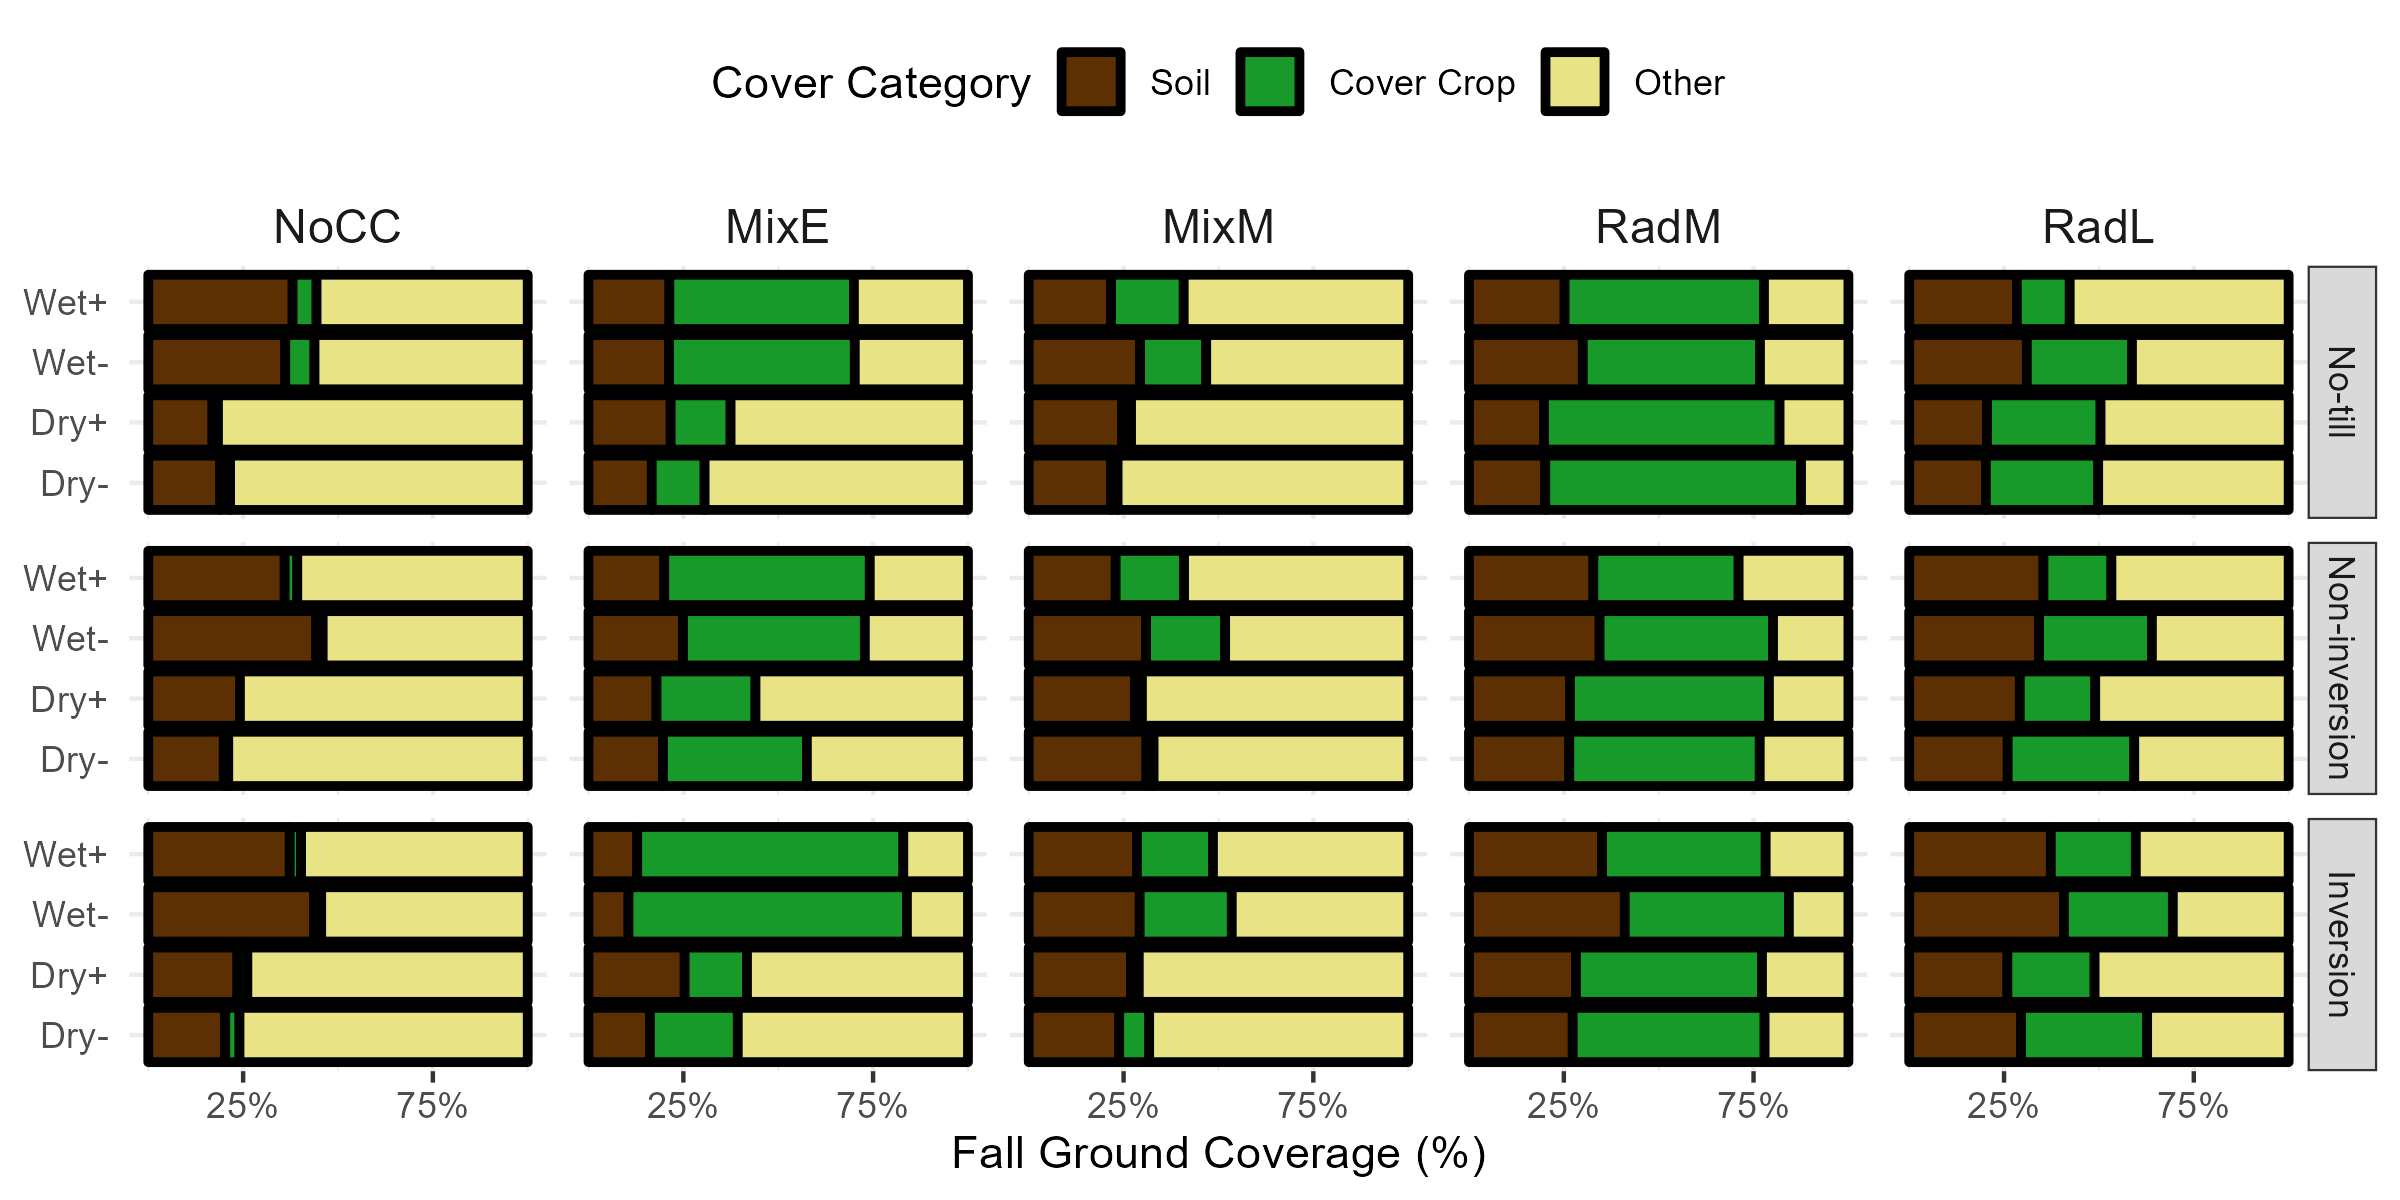 Cover Category Soil Cover Crop Other
NoCC MixE MixM RadM RadL
Wet+
Wet-
Dry+
Dry-
No-till
Wet+
Wet-
Dry+
Dry-
Non-inversion
Wet+
Wet-
Dry+
Dry-
Inversion
25% 75% 25% 75% 25% 75% 25% 75% 25% 75%
Fall Ground Coverage (%)